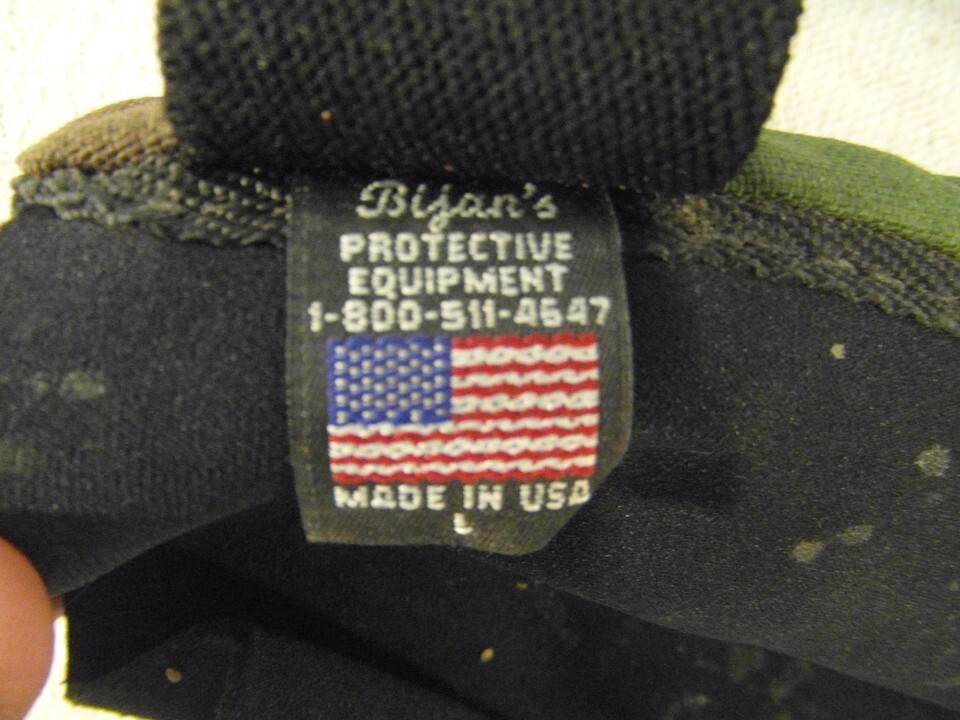 Bijan's
PROTECTIVE
EQUIPMENT
1-800-511-4647
MADE IN USA
L